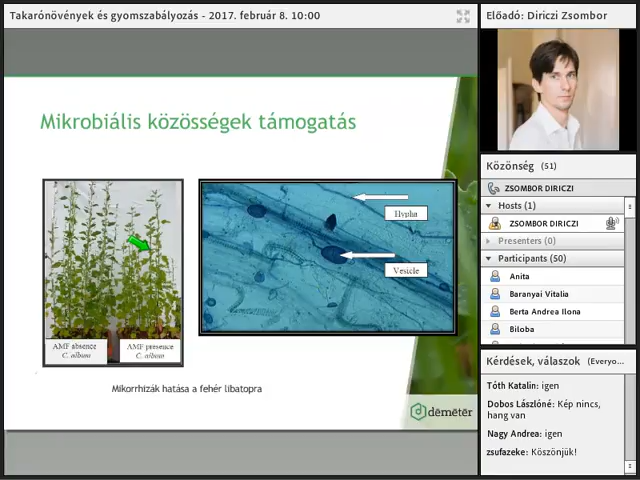 Takarónövények és gyomszabályozás - 2017. február 8. 10:00
Mikrobiális közösségek támogatás
AMF absence
C. album
AMF presence
C. album
Hypha
Vesicle
Mikorrhizák hatása a fehér libatopra
demeter
Előadó: Diriczi Zsombor
Közönség (51)
ZSOMBOR DIRICZI
Hosts (1)
ZSOMBOR DIRICZI
Presenters (0)
Participants (50)
Anita
Baranyai Vitalia
Berta Andrea Ilona
Biloba
Kérdések, válaszok (Everyo...
Tóth Katalin: igen
Dobos Lászlóné: Kép nincs,
hang van
Nagy Andrea: igen
zsufazeke: Köszönjük!